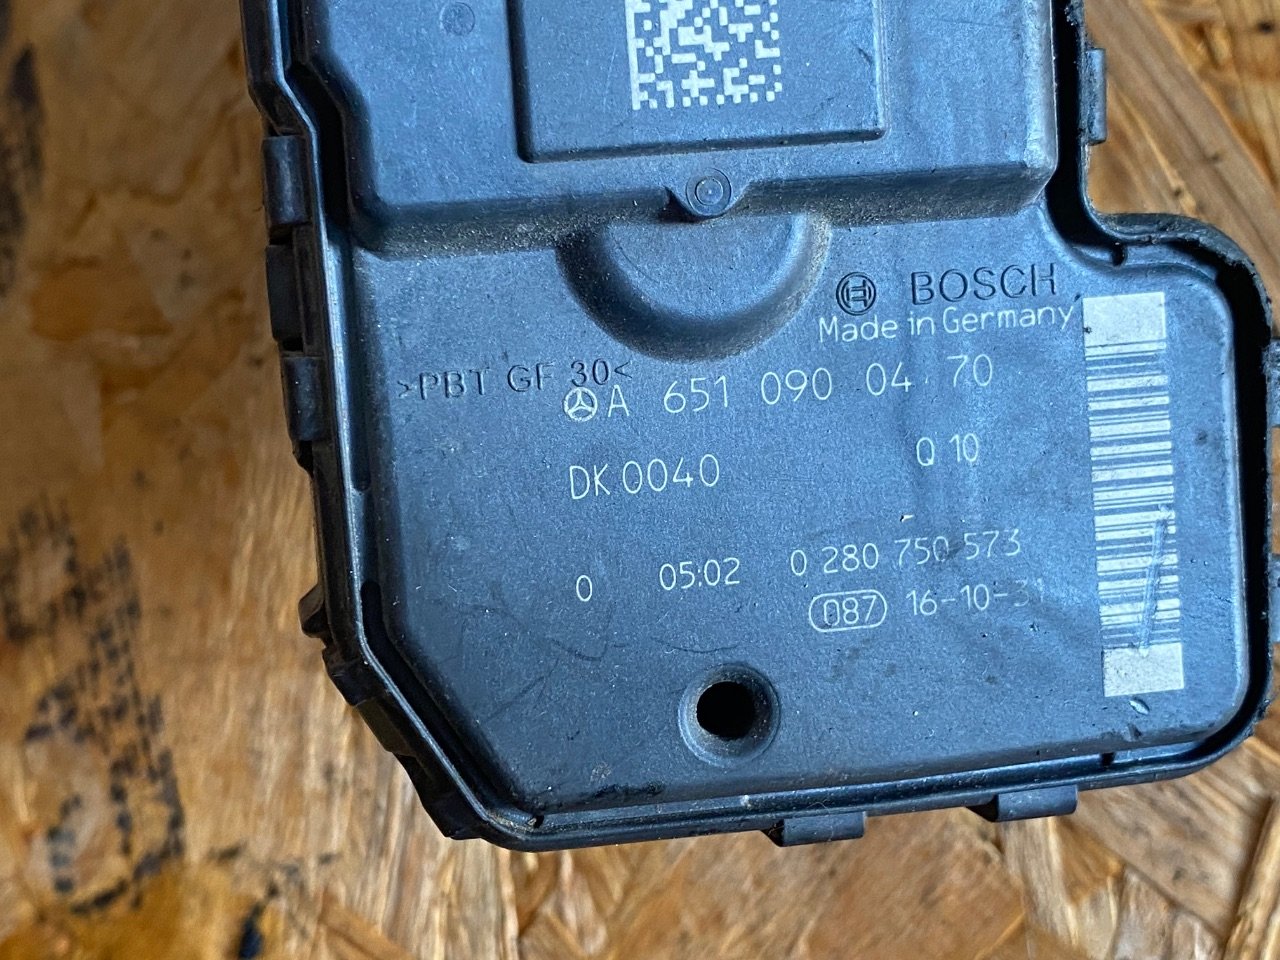 BOSCH
Made in Germany
>PBT GF 30<
A 651 090 04 70
DK 0040 Q 10
0 05:02 0 280 750 573
087 16-10-31